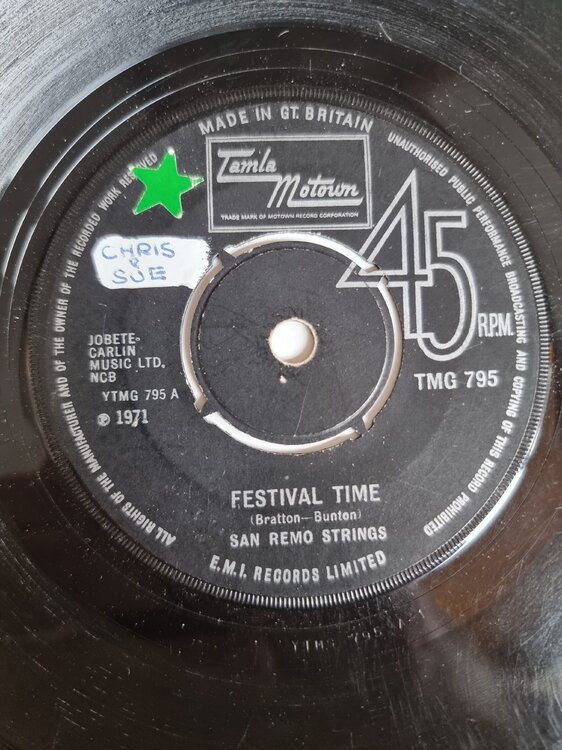 MADE IN GT. BRITAIN
UNAUTHORISED PUBLIC PERFORMANCE BROADCASTING AND COPYING OF THIS RECORD PROHIBITED
ALL RIGHTS OF THE MANUFACTURER AND OF THE OWNER OF THE RECORDED WORK RESERVED
Tamla
Motown
TRADE MARK OF MOTOWN RECORD CORPORATION
CHRIS
&
SUE
45 R.P.M.
JOBETE-
CARLIN
MUSIC LTD.
NCB
TMG 795
YTMG 795 A
℗ 1971
FESTIVAL TIME
(Bratton—Bunton)
SAN REMO STRINGS
E.M.I. RECORDS LIMITED